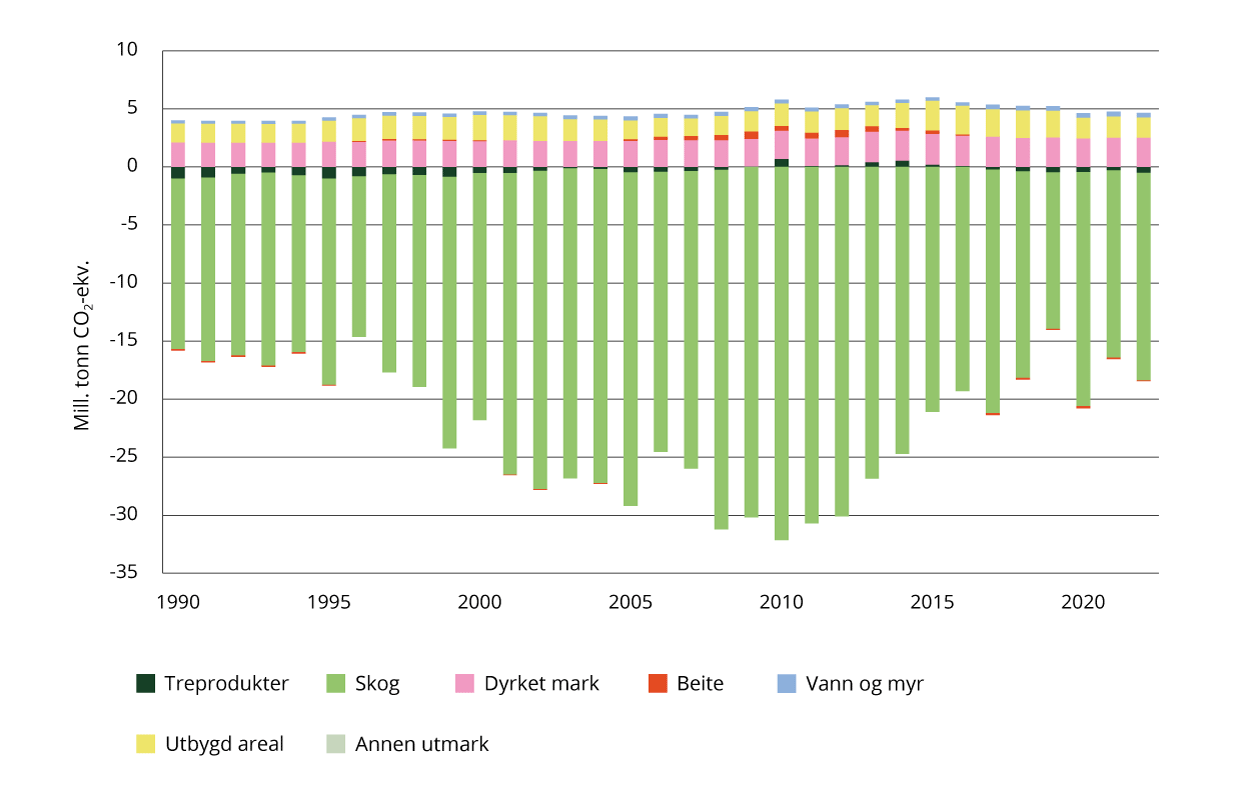 10
5
0
-5
-10
-15
-20
-25
-30
-35
Mill. tonn CO₂-ekv.
1990 1995 2000 2005 2010 2015 2020
Treprodukter Skog Dyrket mark Beite Vann og myr
Utbygd areal Annen utmark